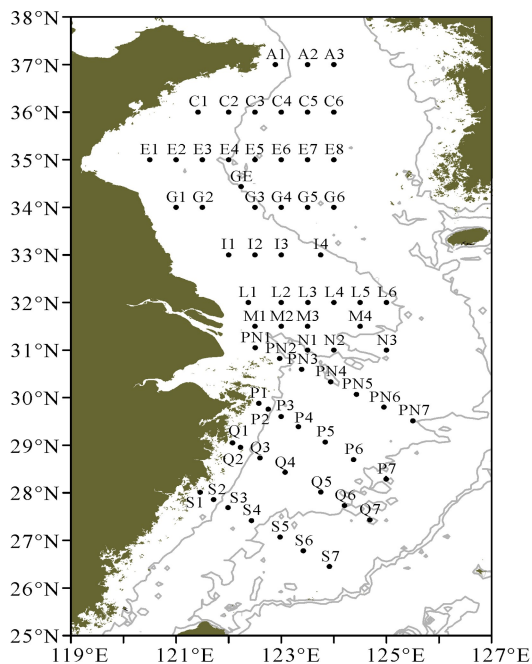 38°N
A1 A2 A3
37°N
C1 C2 C3 C4 C5 C6
36°N
E1 E2 E3 E4 E5 E6 E7 E8
35°N
GE
G1 G2 G3 G4 G5 G6
34°N
I1 I2 I3 I4
33°N
L1 L2 L3 L4 L5 L6
32°N
M1 M2 M3 M4
PN1 N1 N2 N3
31°N
PN2
PN3
PN4
PN5
PN6
PN7
30°N
P1
P2 P3
P4
P5
P6
P7
29°N
Q1
Q2 Q3
Q4
Q5
Q6
Q7
28°N
S1 S2
S3
S4
S5
S6
S7
27°N
26°N
25°N
119°E 121°E 123°E 125°E 127°E